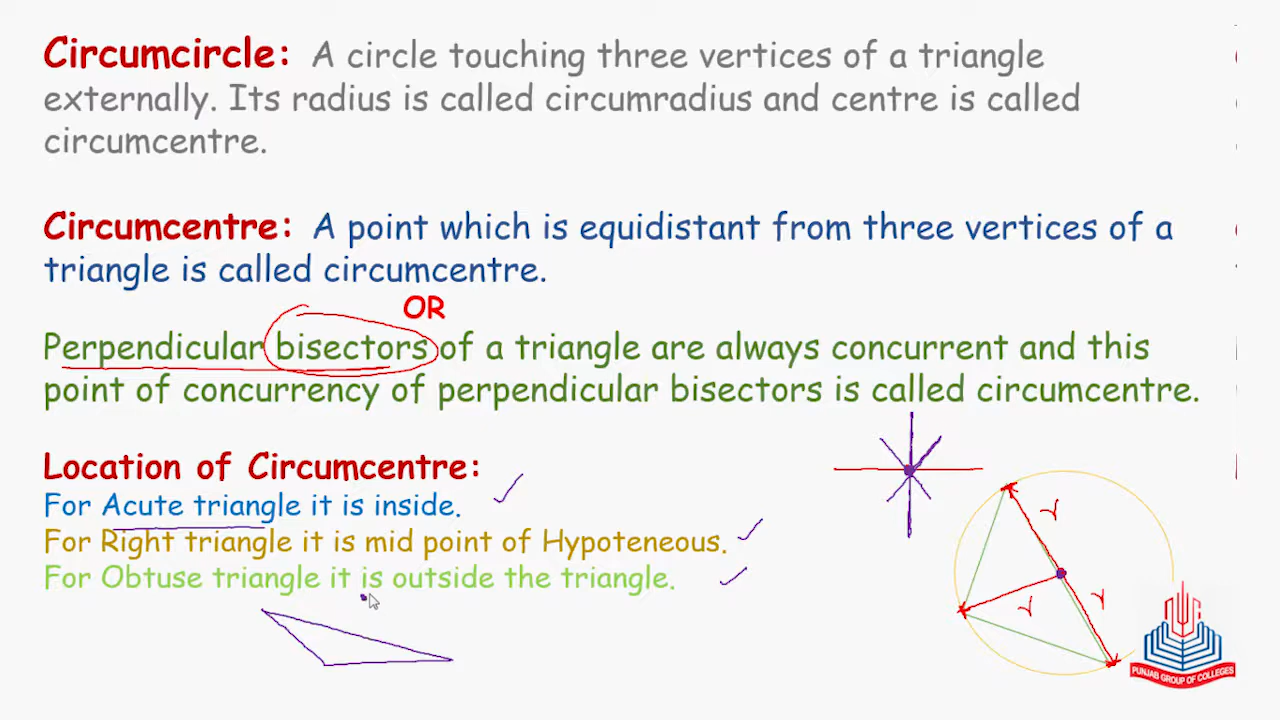 Circumcircle: A circle touching three vertices of a triangle
externally. Its radius is called circumradius and centre is called
circumcentre.
Circumcentre: A point which is equidistant from three vertices of a
triangle is called circumcentre.
OR
Perpendicular bisectors of a triangle are always concurrent and this
point of concurrency of perpendicular bisectors is called circumcentre.
Location of Circumcentre:
For Acute triangle it is inside.
For Right triangle it is mid point of Hypoteneous.
For Obtuse triangle it is outside the triangle.
r
r
r
PUNJAB GROUP OF COLLEGES